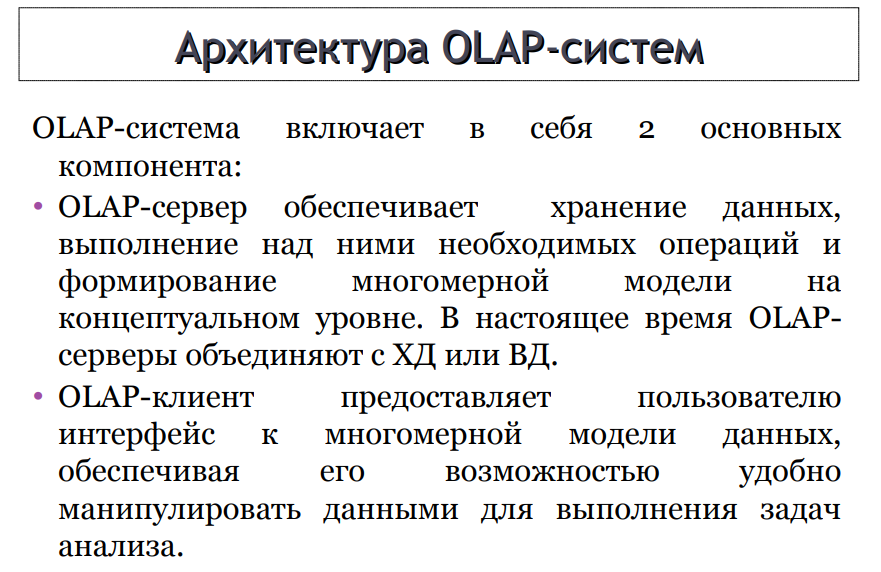 Архитектура OLAP-систем
OLAP-система включает в себя 2 основных
компонента:
• OLAP-сервер обеспечивает хранение данных,
выполнение над ними необходимых операций и
формирование многомерной модели на
концептуальном уровне. В настоящее время OLAP-
серверы объединяют с ХД или ВД.
• OLAP-клиент предоставляет пользователю
интерфейс к многомерной модели данных,
обеспечивая его возможностью удобно
манипулировать данными для выполнения задач
анализа.